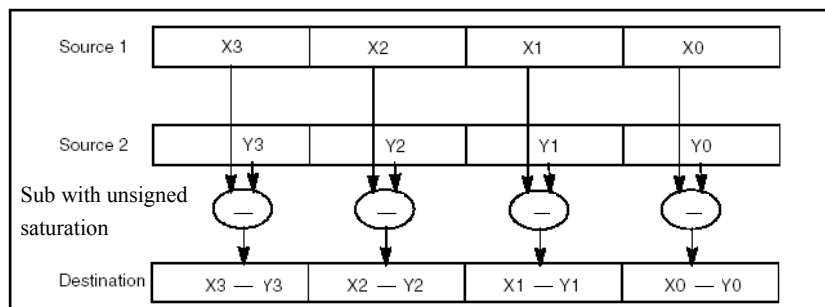 Source 1 X3 X2 X1 X0
Source 2 Y3 Y2 Y1 Y0
Sub with unsigned
saturation
— — — —
Destination X3 — Y3 X2 — Y2 X1 — Y1 X0 — Y0